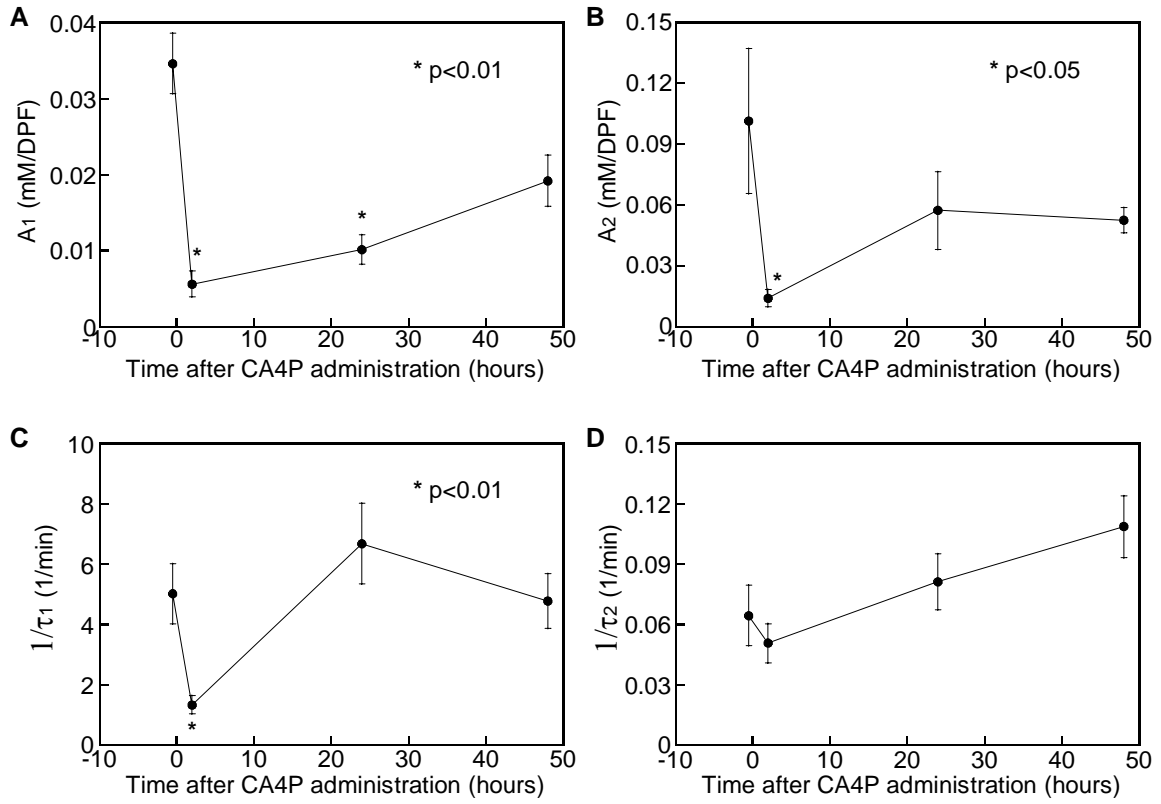 A
0.04
0.03
0.02
0.01
0
A1 (mM/DPF)
* p<0.01
*
*
-10 0 10 20 30 40 50
Time after CA4P administration (hours)
B
0.15
0.12
0.09
0.06
0.03
0
A2 (mM/DPF)
* p<0.05
*
-10 0 10 20 30 40 50
Time after CA4P administration (hours)
C
10
8
6
4
2
0
1/τ1 (1/min)
* p<0.01
*
-10 0 10 20 30 40 50
Time after CA4P administration (hours)
D
0.15
0.12
0.09
0.06
0.03
0
1/τ2 (1/min)
-10 0 10 20 30 40 50
Time after CA4P administration (hours)